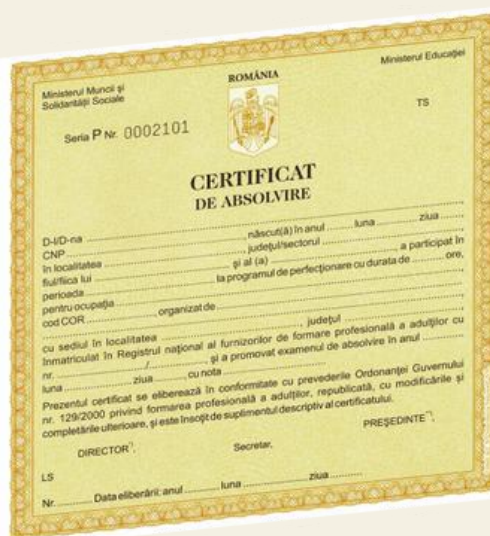 Ministerul Muncii și
Solidarității Sociale
ROMÂNIA
Ministerul Educației
Seria P Nr. 0002101
TS
CERTIFICAT
DE ABSOLVIRE
D-l/D-na ........................, născut(ă) în anul ........ luna ............ ziua ......,
CNP ........................, județul/sectorul ........................,
în localitatea ........................
fiul/fiica lui ........................ și al (a) ........................, a participat în
perioada ........................ la programul de perfecționare cu durata de ........ ore,
pentru ocupația ........................
cod COR ................, organizat de ........................
cu sediul în localitatea ........................, județul ........................,
înmatriculat în Registrul național al furnizorilor de formare profesională a adulților cu
nr. ................/................, și a promovat examenul de absolvire în anul ........
luna ............ ziua ........ cu nota ................
Prezentul certificat se eliberează în conformitate cu prevederile Ordonanței Guvernului
nr. 129/2000 privind formarea profesională a adulților, republicată, cu modificările și
completările ulterioare, și este însoțit de suplimentul descriptiv al certificatului.
DIRECTOR*),
Secretar,
PREȘEDINTE*),
LS
Nr. ............ Data eliberării: anul ........ luna ............ ziua ........